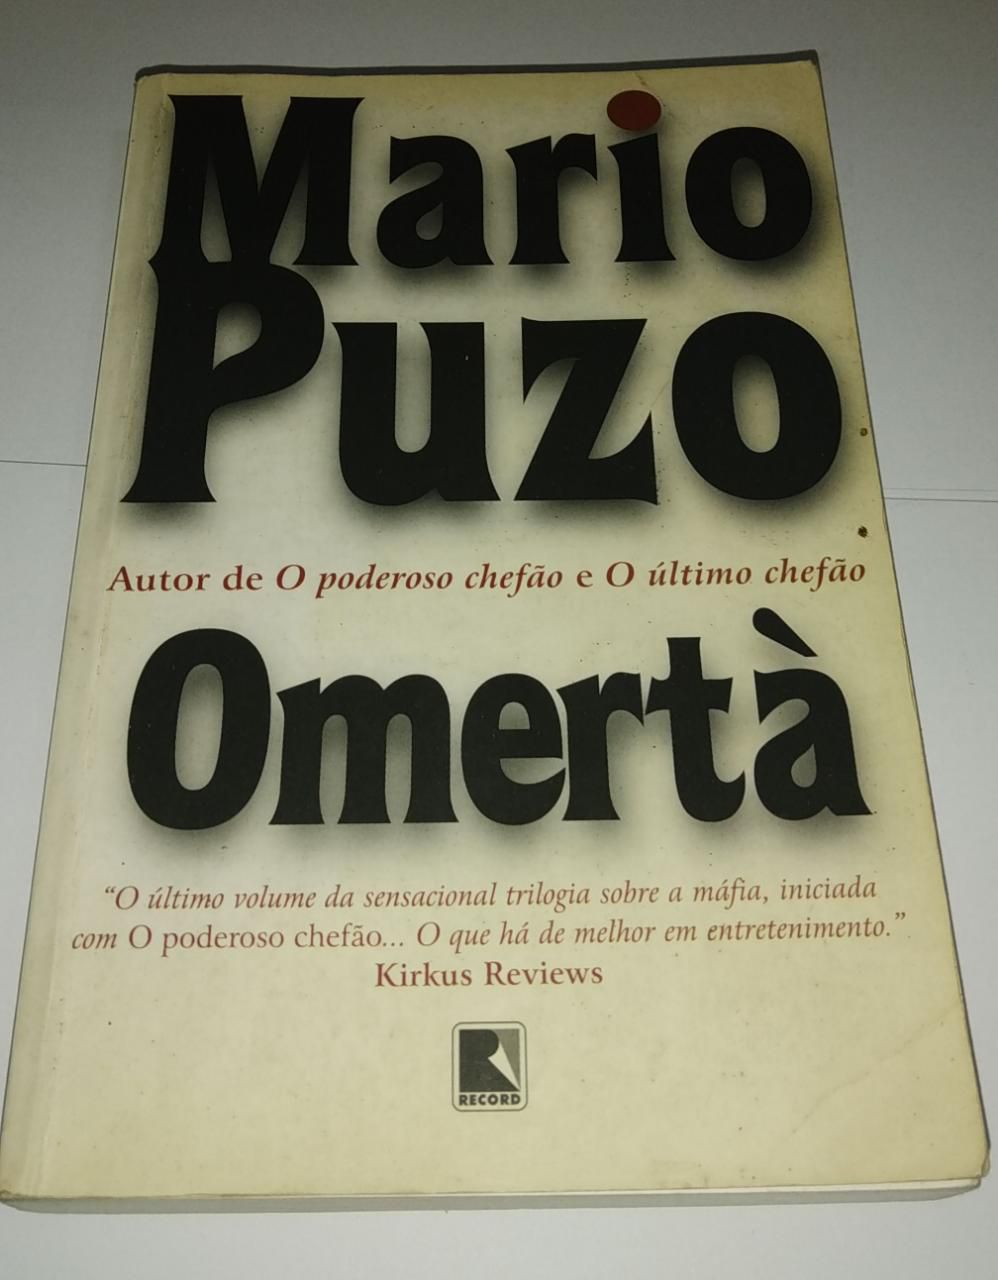 Mario
Puzo
Autor de O poderoso chefão e O último chefão
Omertà
“O último volume da sensacional trilogia sobre a máfia, iniciada
com O poderoso chefão... O que há de melhor em entretenimento.”
Kirkus Reviews
R
RECORD